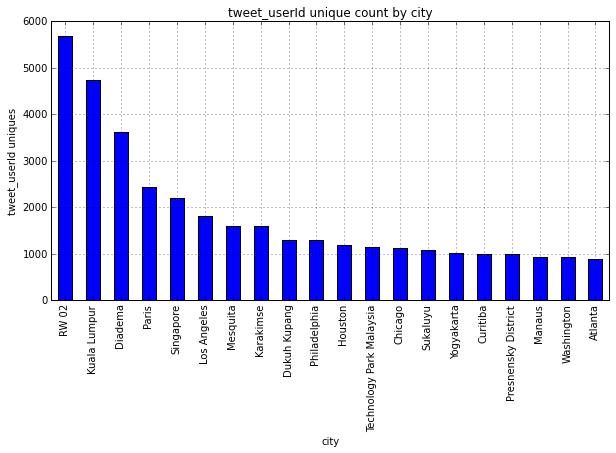 tweet_userId unique count by city
tweet_userId uniques
6000
5000
4000
3000
2000
1000
0
RW 02
Kuala Lumpur
Diadema
Paris
Singapore
Los Angeles
Mesquita
Karakimse
Dukuh Kupang
Philadelphia
Houston
Technology Park Malaysia
Chicago
Sukaluyu
Yogyakarta
Curitiba
Presnensky District
Manaus
Washington
Atlanta
city